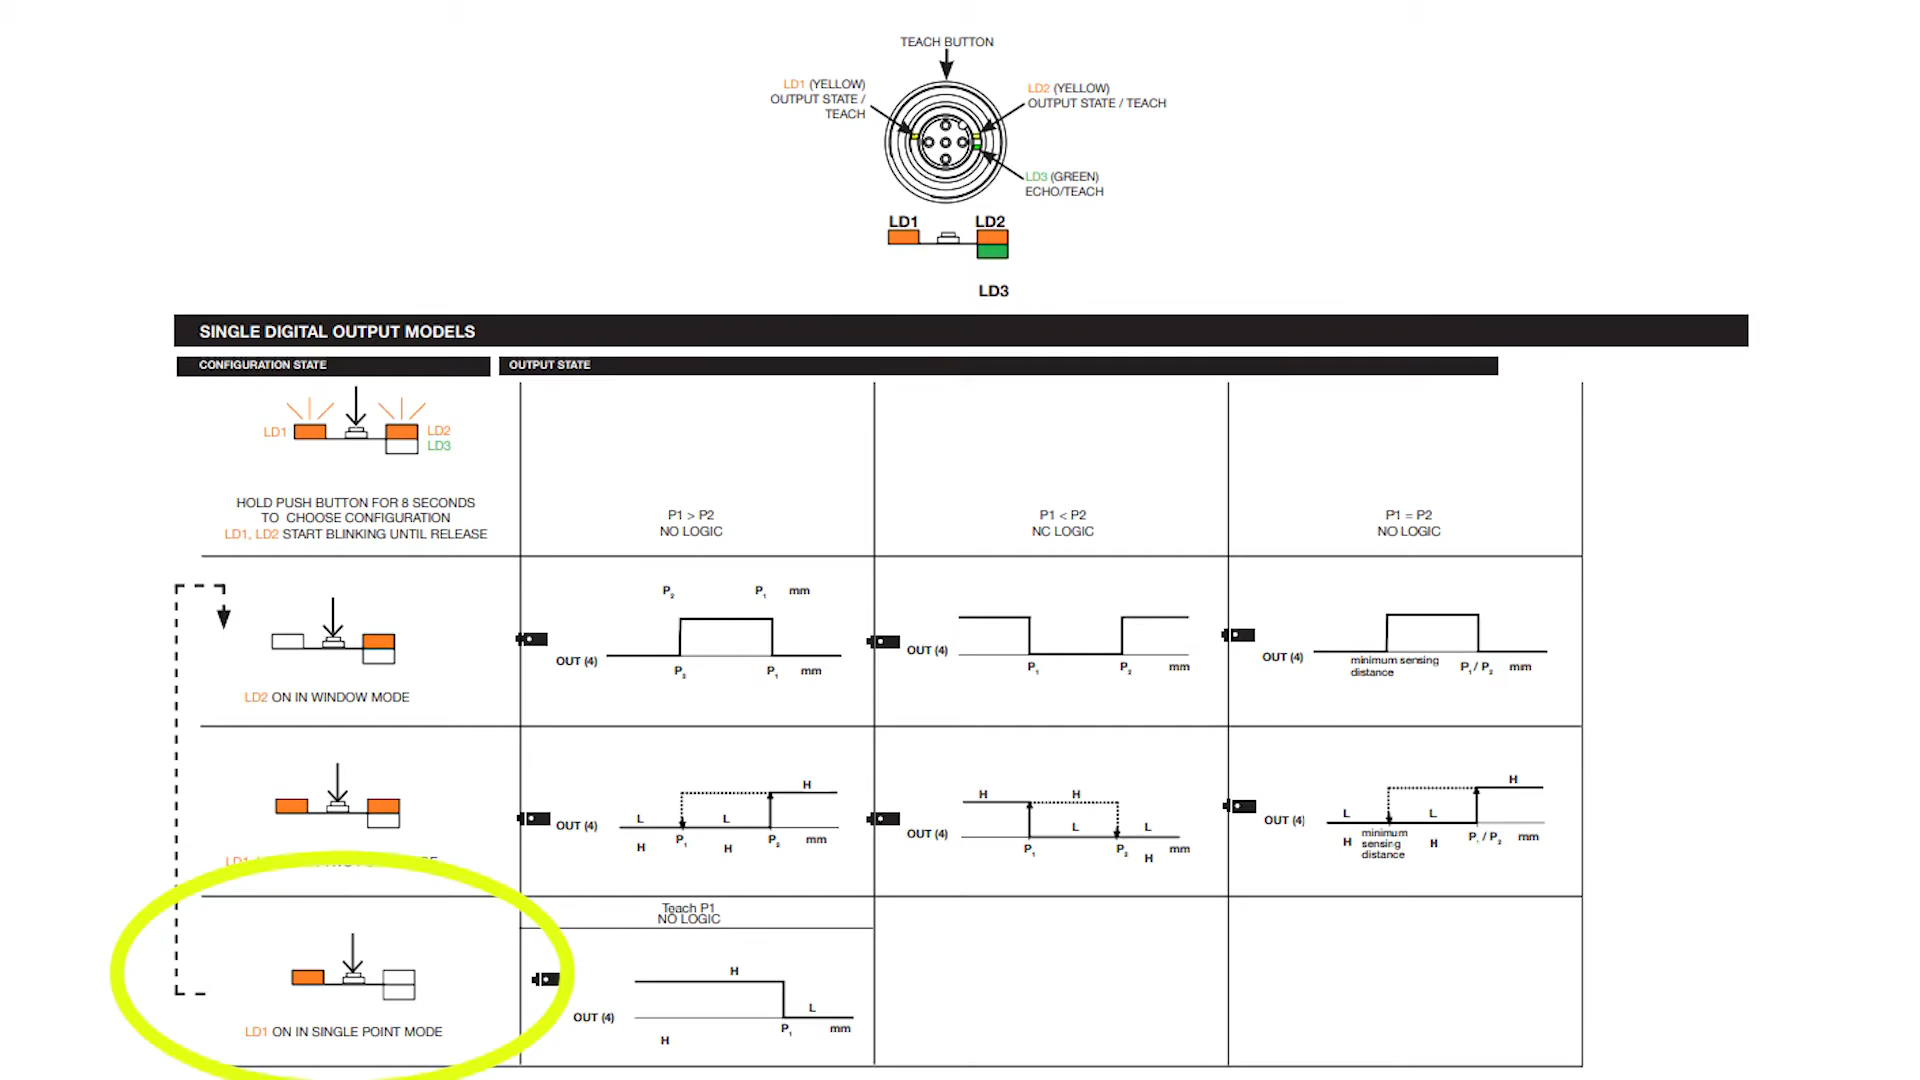 TEACH BUTTON
LD1 (YELLOW)
OUTPUT STATE /
TEACH
LD2 (YELLOW)
OUTPUT STATE / TEACH
LD3 (GREEN)
ECHO/TEACH
LD1
LD2
LD3
SINGLE DIGITAL OUTPUT MODELS
CONFIGURATION STATE
OUTPUT STATE
LD1
LD2
LD3
HOLD PUSH BUTTON FOR 8 SECONDS
TO CHOOSE CONFIGURATION
LD1, LD2 START BLINKING UNTIL RELEASE
P1 > P2
NO LOGIC
P1 < P2
NC LOGIC
P1 = P2
NO LOGIC
LD2 ON IN WINDOW MODE
P2 P1 mm
OUT (4)
P2 P1 mm
OUT (4)
P1 P2 mm
OUT (4)
minimum sensing
distance
P1 / P2 mm
OUT (4)
H
L L
P1 P2 mm
H H
OUT (4)
H H
L L
P1 P2 mm
H
OUT (4)
H
L L
minimum
sensing
distance
P1 / P2 mm
H H
LD1 ON IN SINGLE POINT MODE
Teach P1
NO LOGIC
OUT (4)
H
L
P1 mm
H